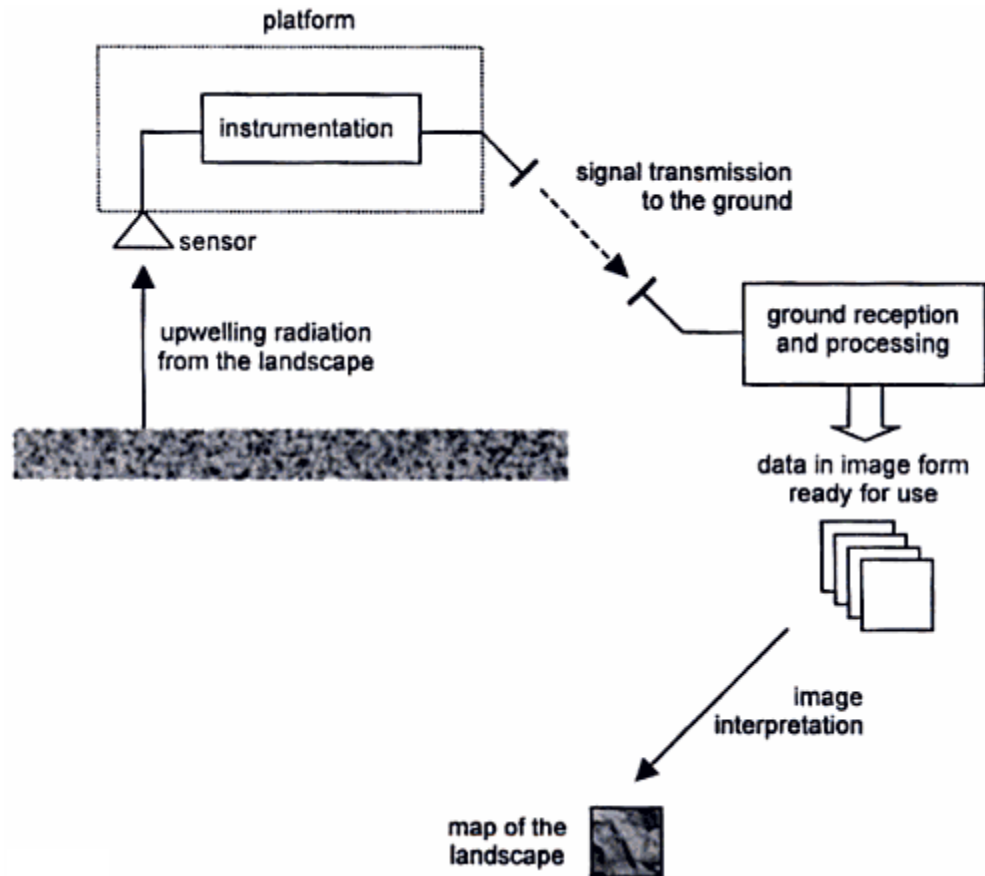 platform
instrumentation
signal transmission
to the ground
sensor
upwelling radiation
from the landscape
ground reception
and processing
data in image form
ready for use
image
interpretation
map of the
landscape